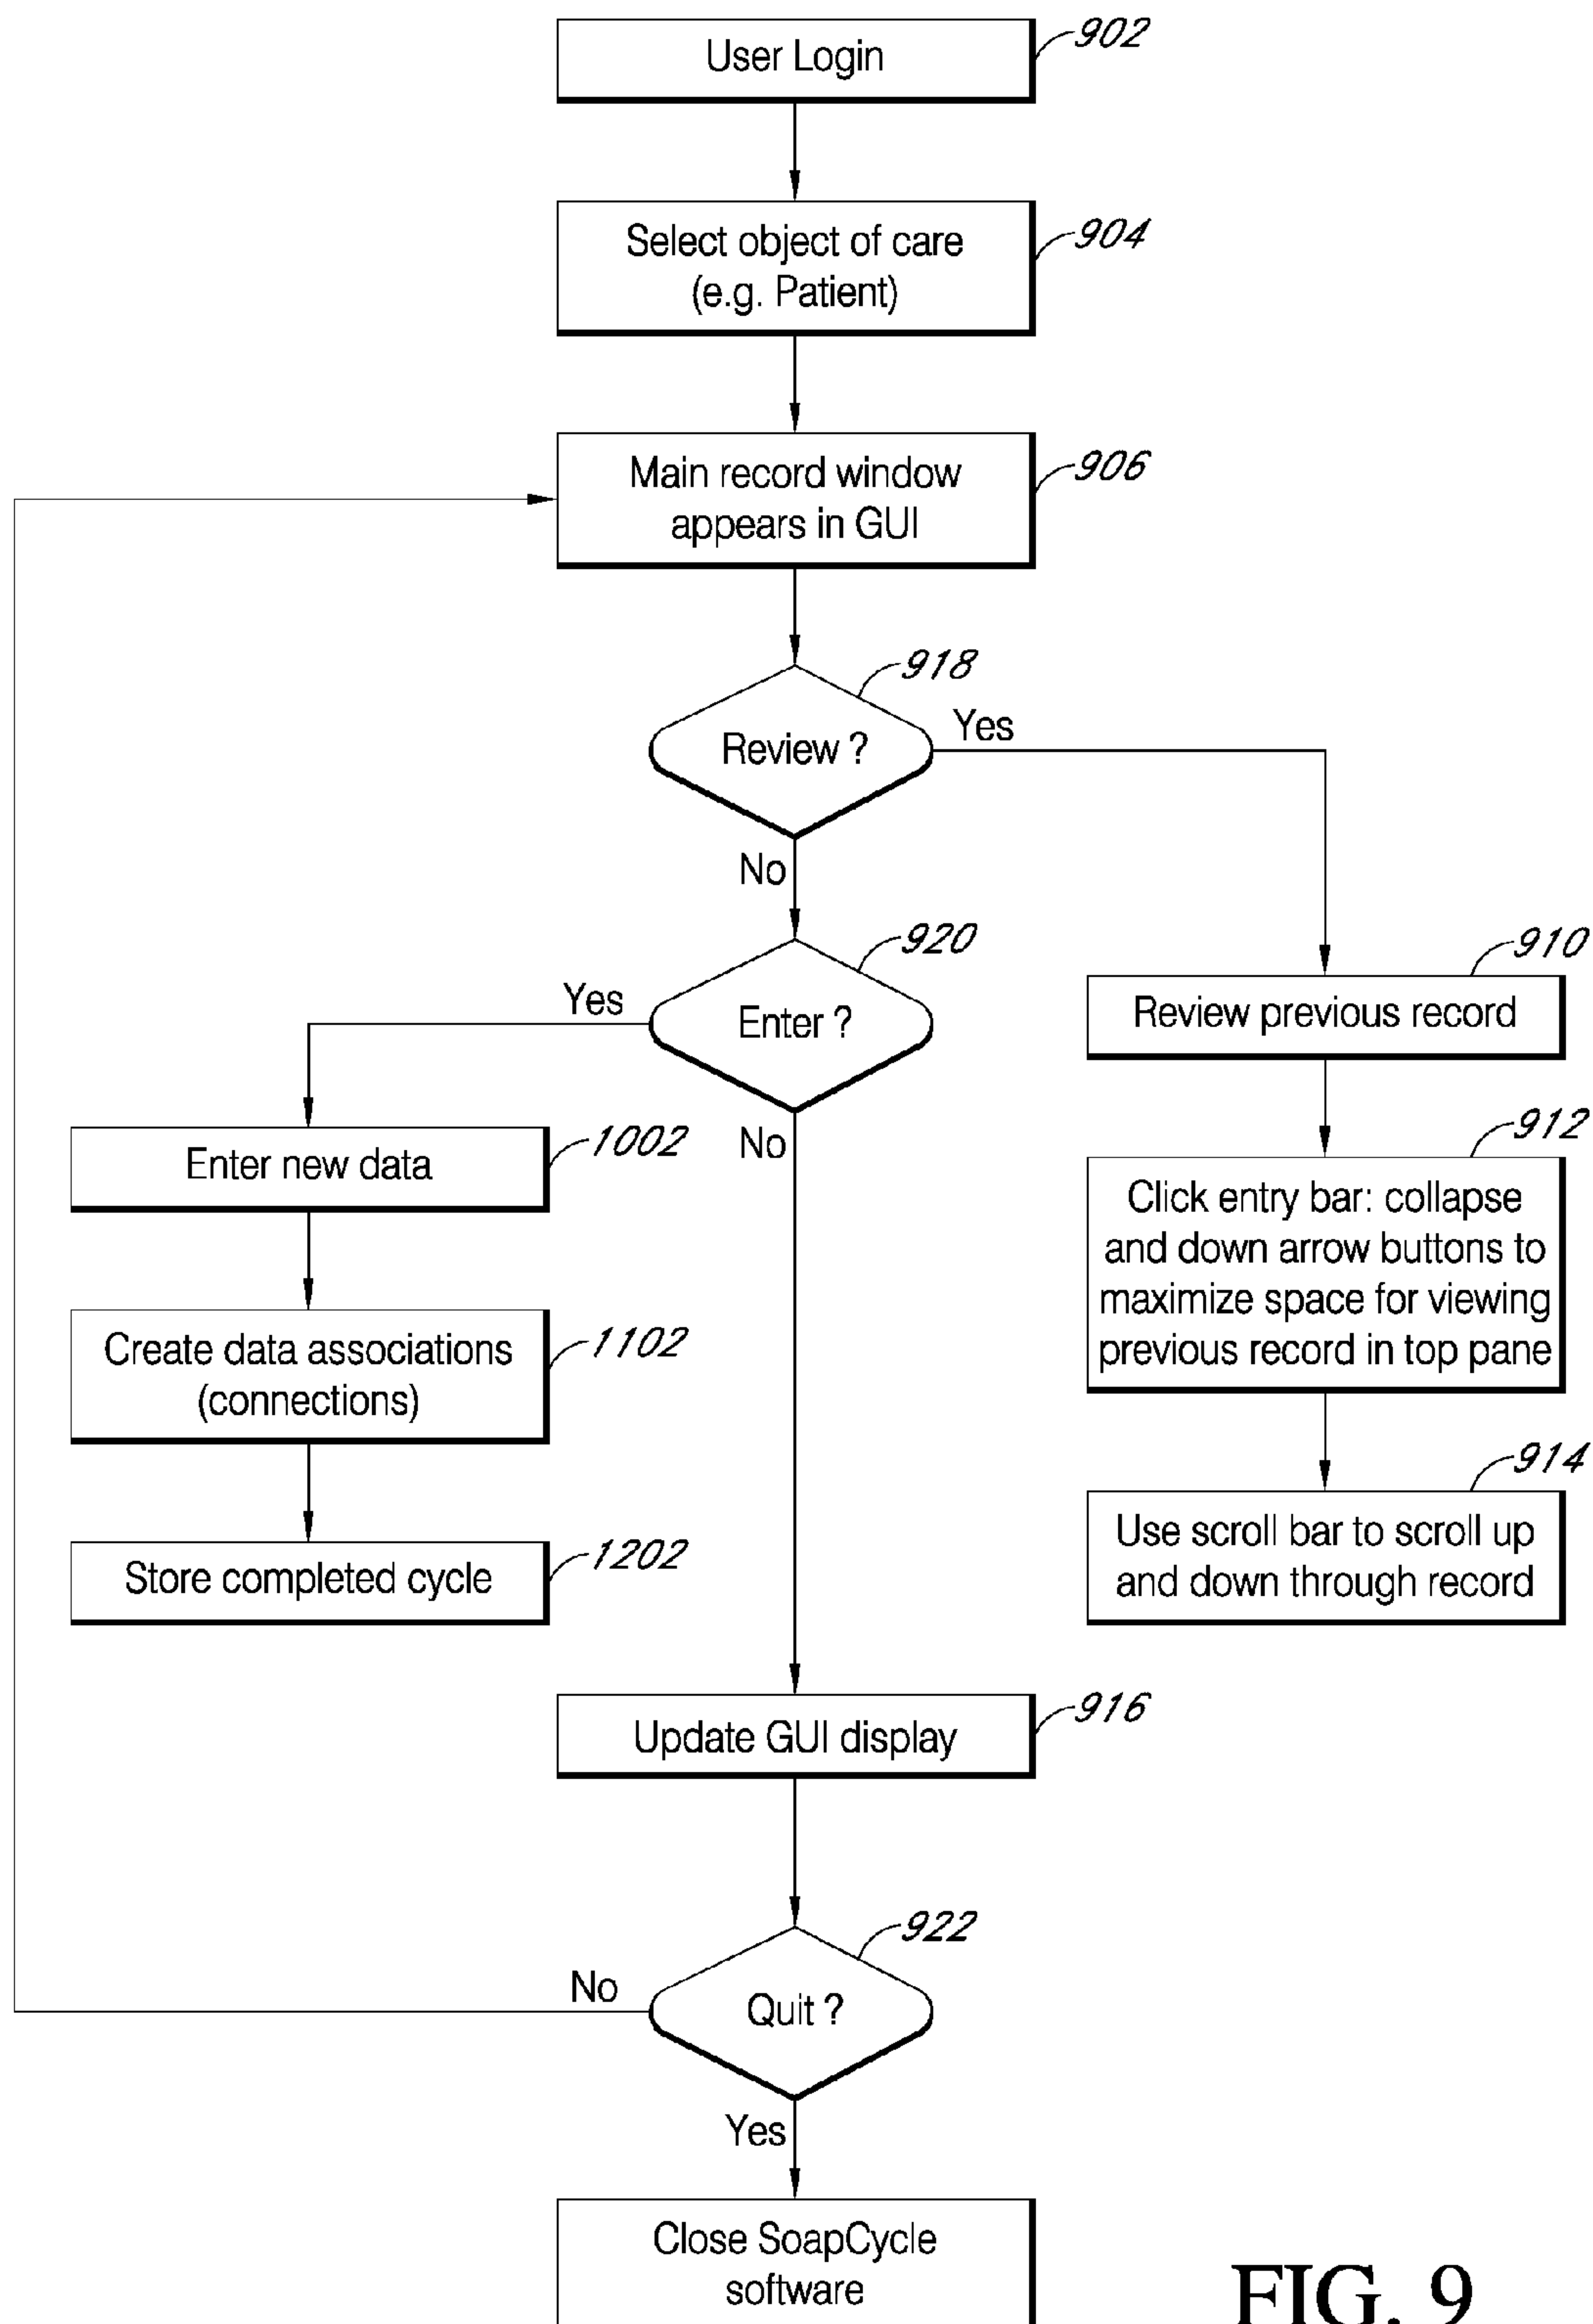 User Login
902
Select object of care
(e.g. Patient)
904
Main record window
appears in GUI
906
918
Review ?
Yes
No
920
Enter ?
Yes
No
910
Review previous record
912
Click entry bar: collapse
and down arrow buttons to
maximize space for viewing
previous record in top pane
914
Use scroll bar to scroll up
and down through record
Enter new data
1002
Create data associations
(connections)
1102
Store completed cycle
1202
Update GUI display
916
922
Quit ?
No
Yes
Close SoapCycle
software
FIG. 9